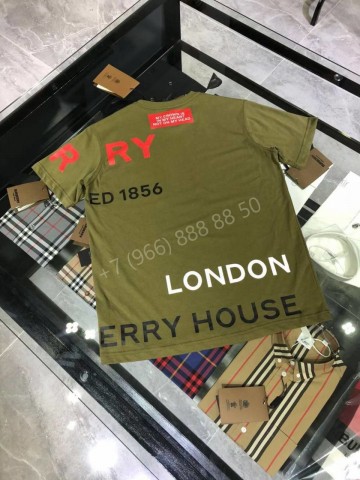 RY
R
ED 1856
+7 (966) 888 88 50
LONDON
ERRY HOUSE